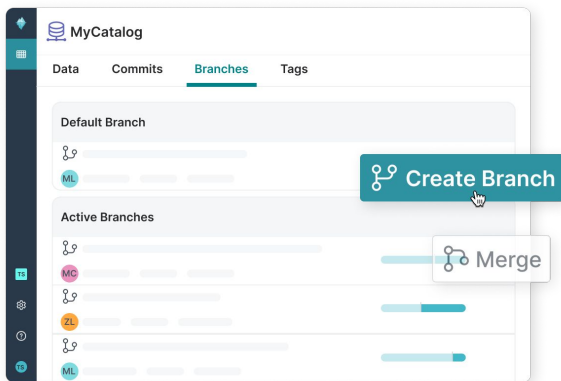 MyCatalog
Data Commits Branches Tags
Default Branch
ML
Create Branch
Active Branches
Merge
MC
ZL
ML
TS
?
TS